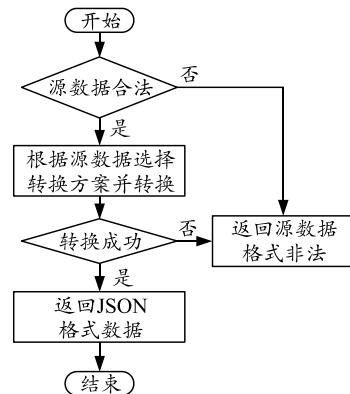 开始
源数据合法
否
是
根据源数据选择
转换方案并转换
转换成功
否
返回源数据
格式非法
是
返回JSON
格式数据
结束